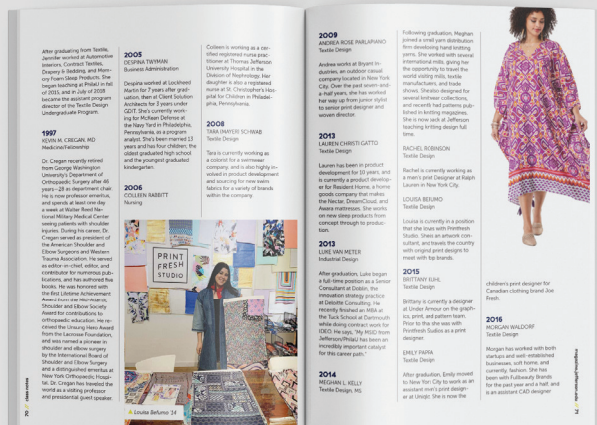 After graduating from Textile,
Jennifer worked at Automotive
Interiors, Contract Textiles,
Drapery & Bedding, and Mem-
ory Foam Sleep Products. She
began teaching at PhilaU in fall
of 2015, and in July of 2018
became the assistant program
director of the Textile Design
Undergraduate Program.
1997
KEVIN M. CREGAN, MD
Medicine/Fellowship
Dr. Cregan recently retired
from George Washington
University's Department of
Orthopaedic Surgery after 46
years—28 as department chair.
He is now professor emeritus,
and spends at least one day
a week at Walter Reed Na-
tional Military Medical Center
seeing patients with shoulder
injuries. During his career, Dr.
Cregan served as president of
the American Shoulder and
Elbow Surgeons and Western
Trauma Association. He served
as editor-in-chief, editor, and
contributor for numerous pub-
lications, and has authored five
books. He was honored with
the first Lifetime Achievement
Shoulder and Elbow Society
Award for contributions to
orthopaedic education. He re-
ceived the Unsung Hero Award
from the Lacrosse Foundation,
and was named a pioneer in
shoulder and elbow surgery
by the International Board of
Shoulder and Elbow Surgery
and a distinguished emeritus at
New York Orthopaedic Hospi-
tal. Dr. Cregan has traveled the
world as a visiting professor
and presidential guest speaker.
70 // class notes
2005
DESPINA TWYMAN
Business Administration
Despina worked at Lockheed
Martin for 7 years after grad-
uation, then at Client Solution
Architects for 3 years under
GDIT. She's currently work-
ing for McKean Defense at
the Navy Yard in Philadelphia,
Pennsylvania, as a program
analyst. She's been married 13
years and has four children; the
oldest graduated high school
and the youngest graduated
kindergarten.
2006
COLLEEN BABBITT
Nursing
Colleen is working as a cer-
tified registered nurse prac-
titioner at Thomas Jefferson
University Hospital in the
Division of Nephrology. Her
daughter is also a registered
nurse at St. Christopher's Hos-
pital for Children in Philadel-
phia, Pennsylvania.
2008
TARA (MAYER) SCHWAB
Textile Design
Tara is currently working as
a colorist for a swimwear
company, and is also highly in-
volved in product development
and sourcing for new swim
fabrics for a variety of brands
within the company.
PRINT
FRESH
STUDIO
Louisa Befumo '14
2009
ANDREA ROSE PARLAPIANO
Textile Design
Andrea works at Bryant In-
dustries, an outdoor casual
company located in New York
City. Over the past seven-and-
a-half years, she has worked
her way up from junior stylist
to senior print designer and
woven director.
2013
LAUREN CHRISTI GATTO
Textile Design
Lauren has been in product
development for 10 years, and
is currently a product develop-
er for Resident Home, a home
goods company that makes
the Nectar, DreamCloud, and
Awara mattresses. She works
on new sleep products from
concept through to produc-
tion.
2013
LUKE VAN METER
Industrial Design
After graduation, Luke began
a full-time position as a Senior
Consultant at Doblin, the
innovation strategy practice
at Deloitte Consulting. He
recently finished an MBA at
the Tuck School at Dartmouth
while doing contract work for
IDEO. He says, "My MSID from
Jefferson/PhilaU has been an
incredibly important catalyst
for this career path."
2014
MEGHAN L. KELLY
Textile Design, MS
Following graduation, Meghan
joined a small yarn distribution
firm developing hand knitting
yarns. She worked with several
international mills, giving her
the opportunity to travel the
world visiting mills, textile
manufacturers, and trade
shows. She also designed for
several knitwear collections,
and recently had patterns pub-
lished in knitting magazines.
She is now back at Jefferson
teaching knitting design full
time.
RACHEL ROBINSON
Textile Design
Rachel is currently working as
a men's print designer at Ralph
Lauren in New York City.
LOUISA BEFUMO
Textile Design
Louisa is currently in a position
that she loves with Printfresh
Studio. She's an artwork con-
sultant, and travels the country
with original print designs to
meet with top brands.
2015
BRITTANY KUHL
Textile Design
Brittany is currently a designer
at Under Armour on the graph-
ics, print, and pattern team.
Prior to this she was with
Printfresh Studios as a print
designer.
EMILY PAPPA
Textile Design
After graduation, Emily moved
to New York City to work as an
assistant men's print design-
er at Uniqlo. She is now the
children's print designer for
Canadian clothing brand Joe
Fresh.
2016
MORGAN WALDORF
Textile Design
Morgan has worked with both
startups and well-established
businesses, soft home, and
currently, fashion. She has
been with Fullbeauty Brands
for the past year and a half, and
is an assistant CAD designer
magazine.jefferson.edu // 71